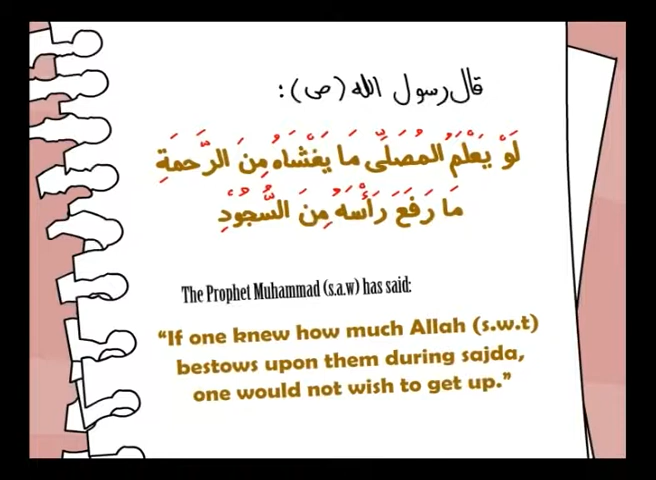 قال رسول الله (ص):
لَوْ يَعْلَمُ المُصَلِّى مَا يَغْشَاهُ مِنَ الرَّحمَةِ
مَا رَفَعَ رَأْسَهُ مِنَ السُّجُودِ
The Prophet Muhammad (s.a.w) has said:
“If one knew how much Allah (s.w.t)
bestows upon them during sajda,
one would not wish to get up.”